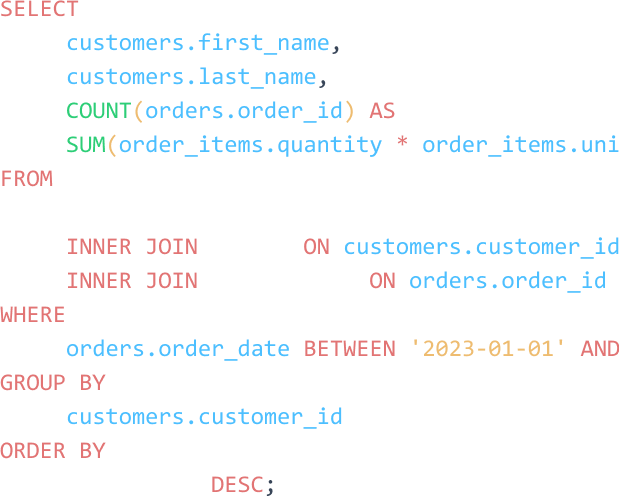 SELECT
customers.first_name,
customers.last_name,
COUNT(orders.order_id) AS
SUM(order_items.quantity * order_items.uni
FROM
INNER JOIN ON customers.customer_id
INNER JOIN ON orders.order_id
WHERE
orders.order_date BETWEEN '2023-01-01' AND
GROUP BY
customers.customer_id
ORDER BY
DESC;